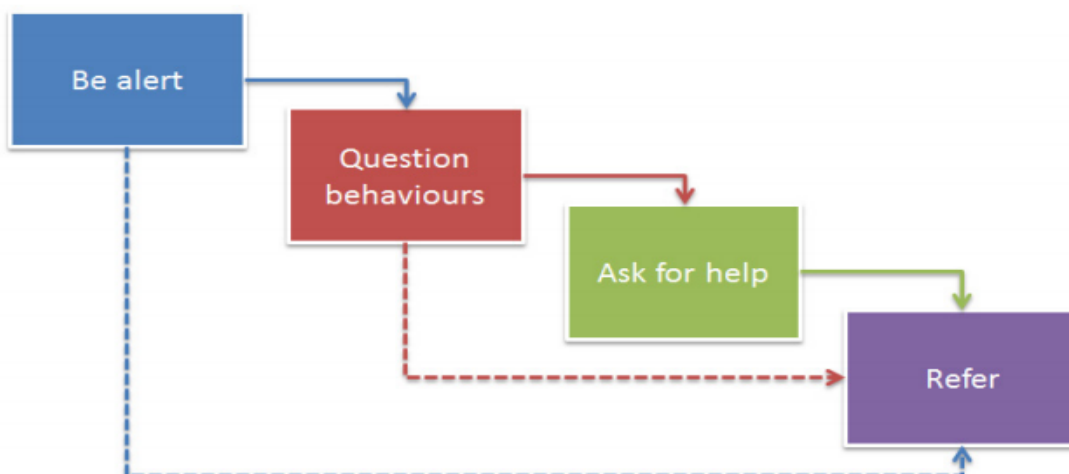 Be alert
Question
behaviours
Ask for help
Refer